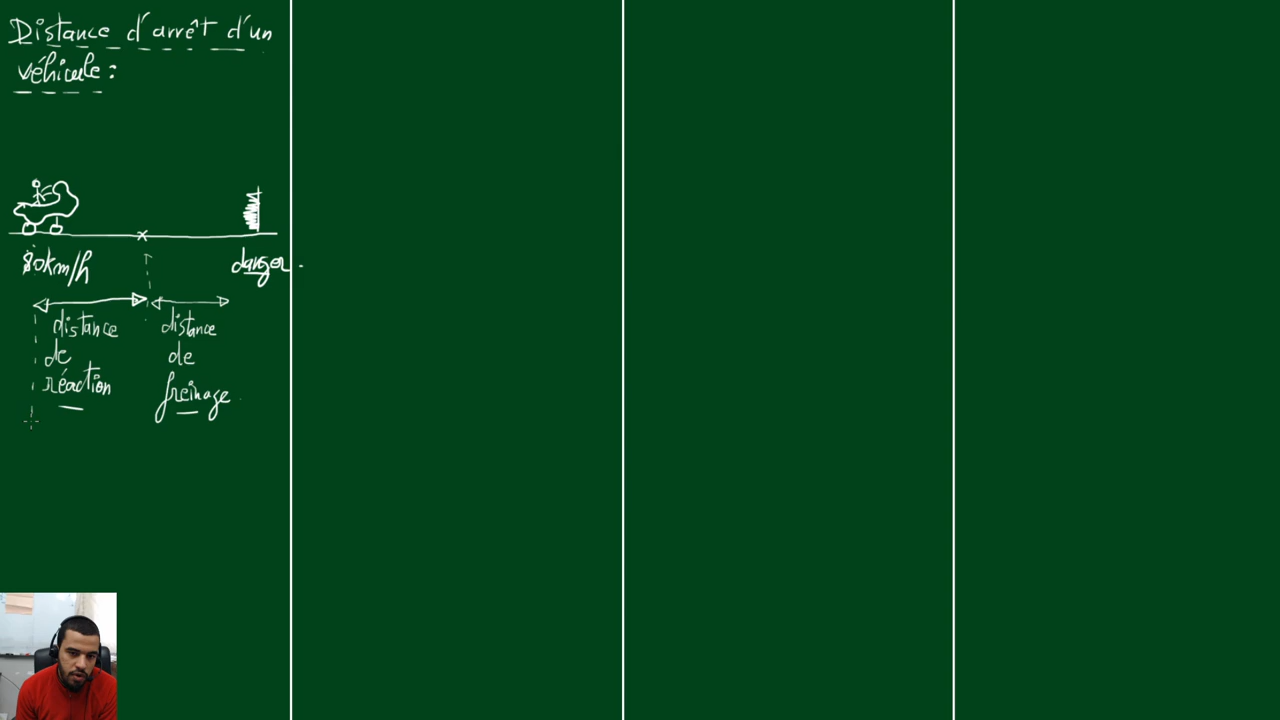 Distance d'arrêt d'un
véhicule :
80km/h
danger.
distance
de
réaction
distance
de
freinage.